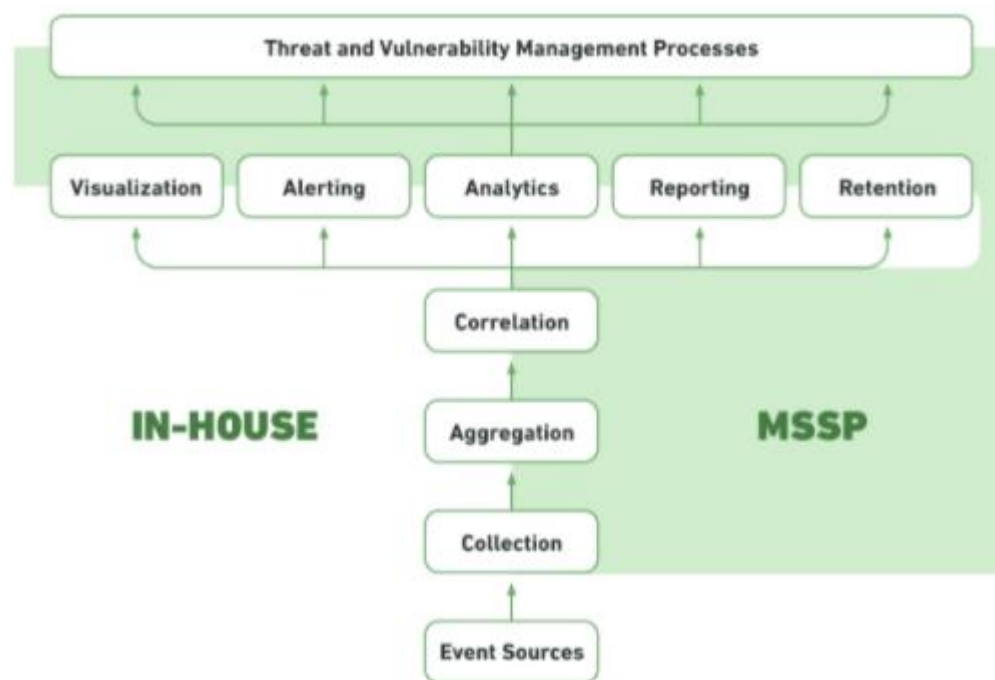 Threat and Vulnerability Management Processes
Visualization
Alerting
Analytics
Reporting
Retention
Correlation
IN-HOUSE
Aggregation
MSSP
Collection
Event Sources